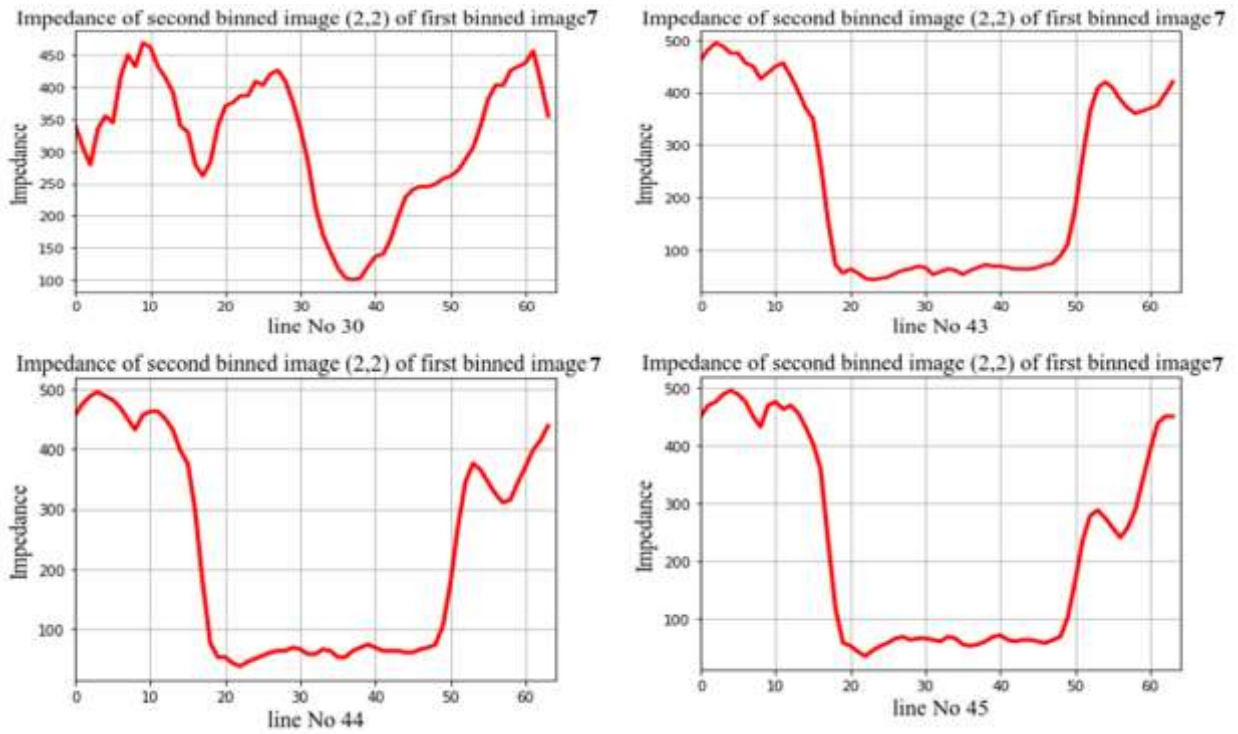 Impedance of second binned image (2,2) of first binned image7
Impedance
450
400
350
300
250
200
150
100
0 10 20 30 40 50 60
line No 30
Impedance of second binned image (2,2) of first binned image 7
Impedance
500
400
300
200
100
0 10 20 30 40 50 60
line No 43
Impedance of second binned image (2,2) of first binned image7
Impedance
500
400
300
200
100
0 10 20 30 40 50 60
line No 44
Impedance of second binned image (2,2) of first binned image7
Impedance
500
400
300
200
100
0 10 20 30 40 50 60
line No 45